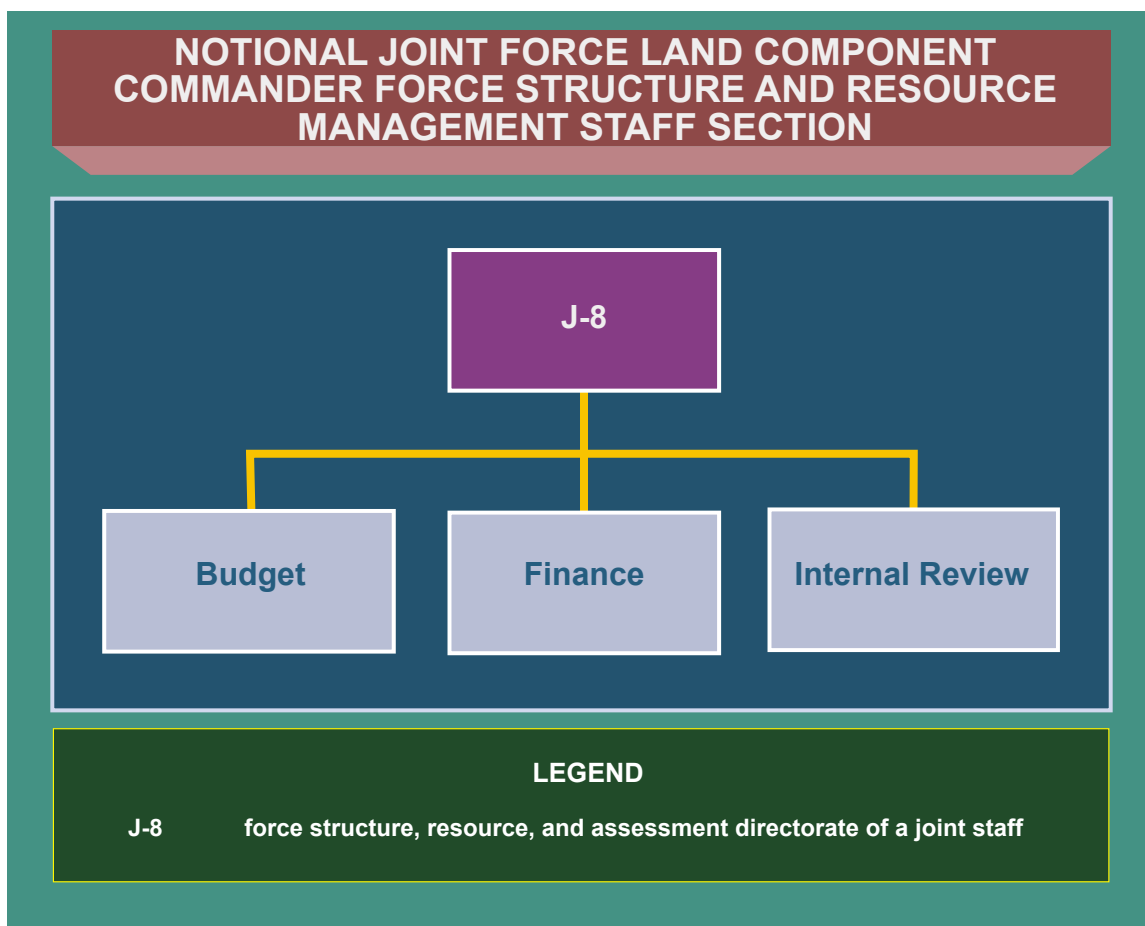 NOTIONAL JOINT FORCE LAND COMPONENT
COMMANDER FORCE STRUCTURE AND RESOURCE
MANAGEMENT STAFF SECTION
J-8
Budget
Finance
Internal Review
LEGEND
J-8 force structure, resource, and assessment directorate of a joint staff